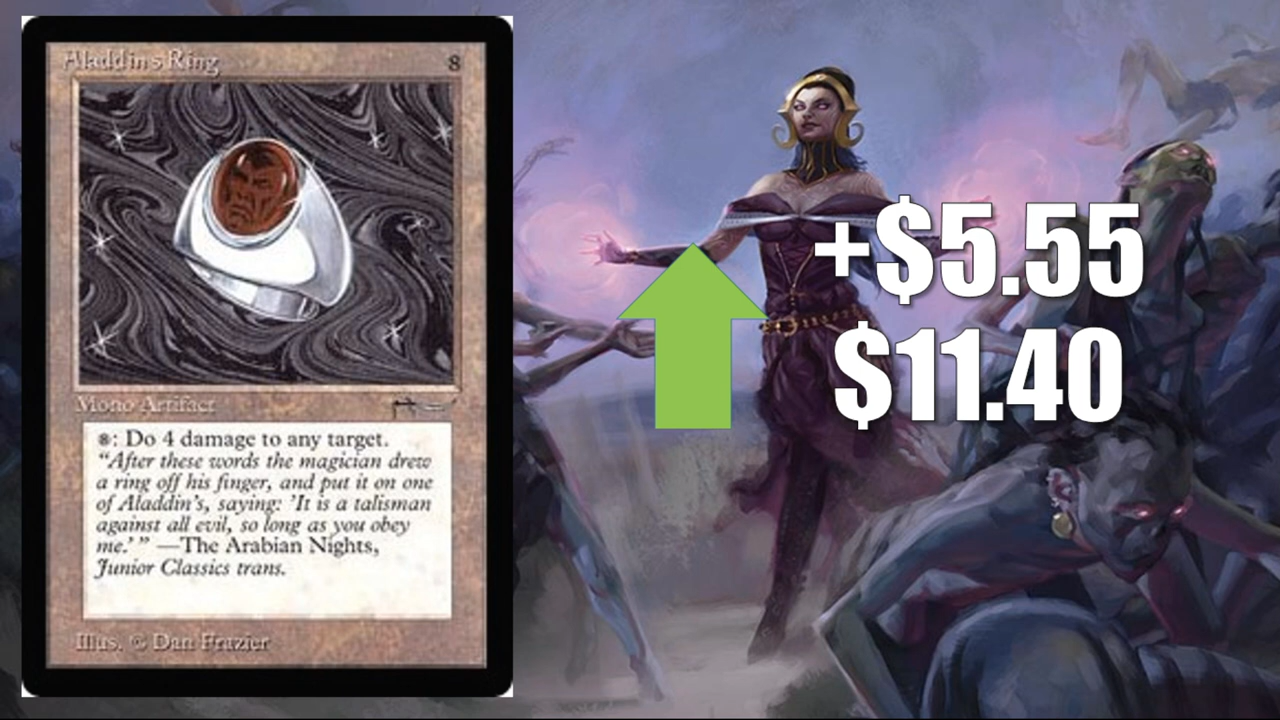 Aladdin's Ring 8
Mono Artifact
: Do 4 damage to any target.
"After these words the magician drew
a ring off his finger, and put it on one
of Aladdin's, saying: 'It is a talisman
against all evil, so long as you obey
me.' " —The Arabian Nights,
Junior Classics trans.
Illus. © Dan Frazier
+$5.55
$11.40